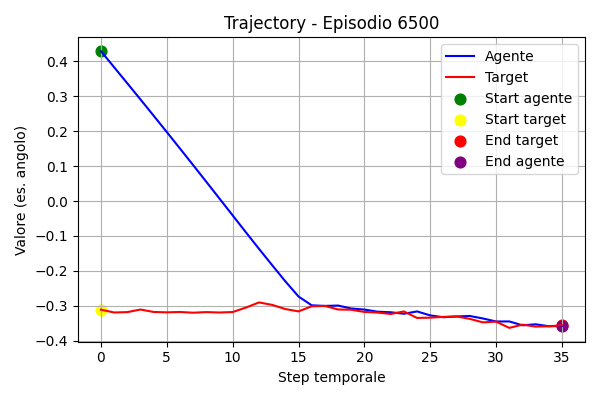 Trajectory - Episodio 6500
Valore (es. angolo)
0.4
0.3
0.2
0.1
0.0
−0.1
−0.2
−0.3
−0.4
Agente
Target
Start agente
Start target
End target
End agente
0 5 10 15 20 25 30 35
Step temporale